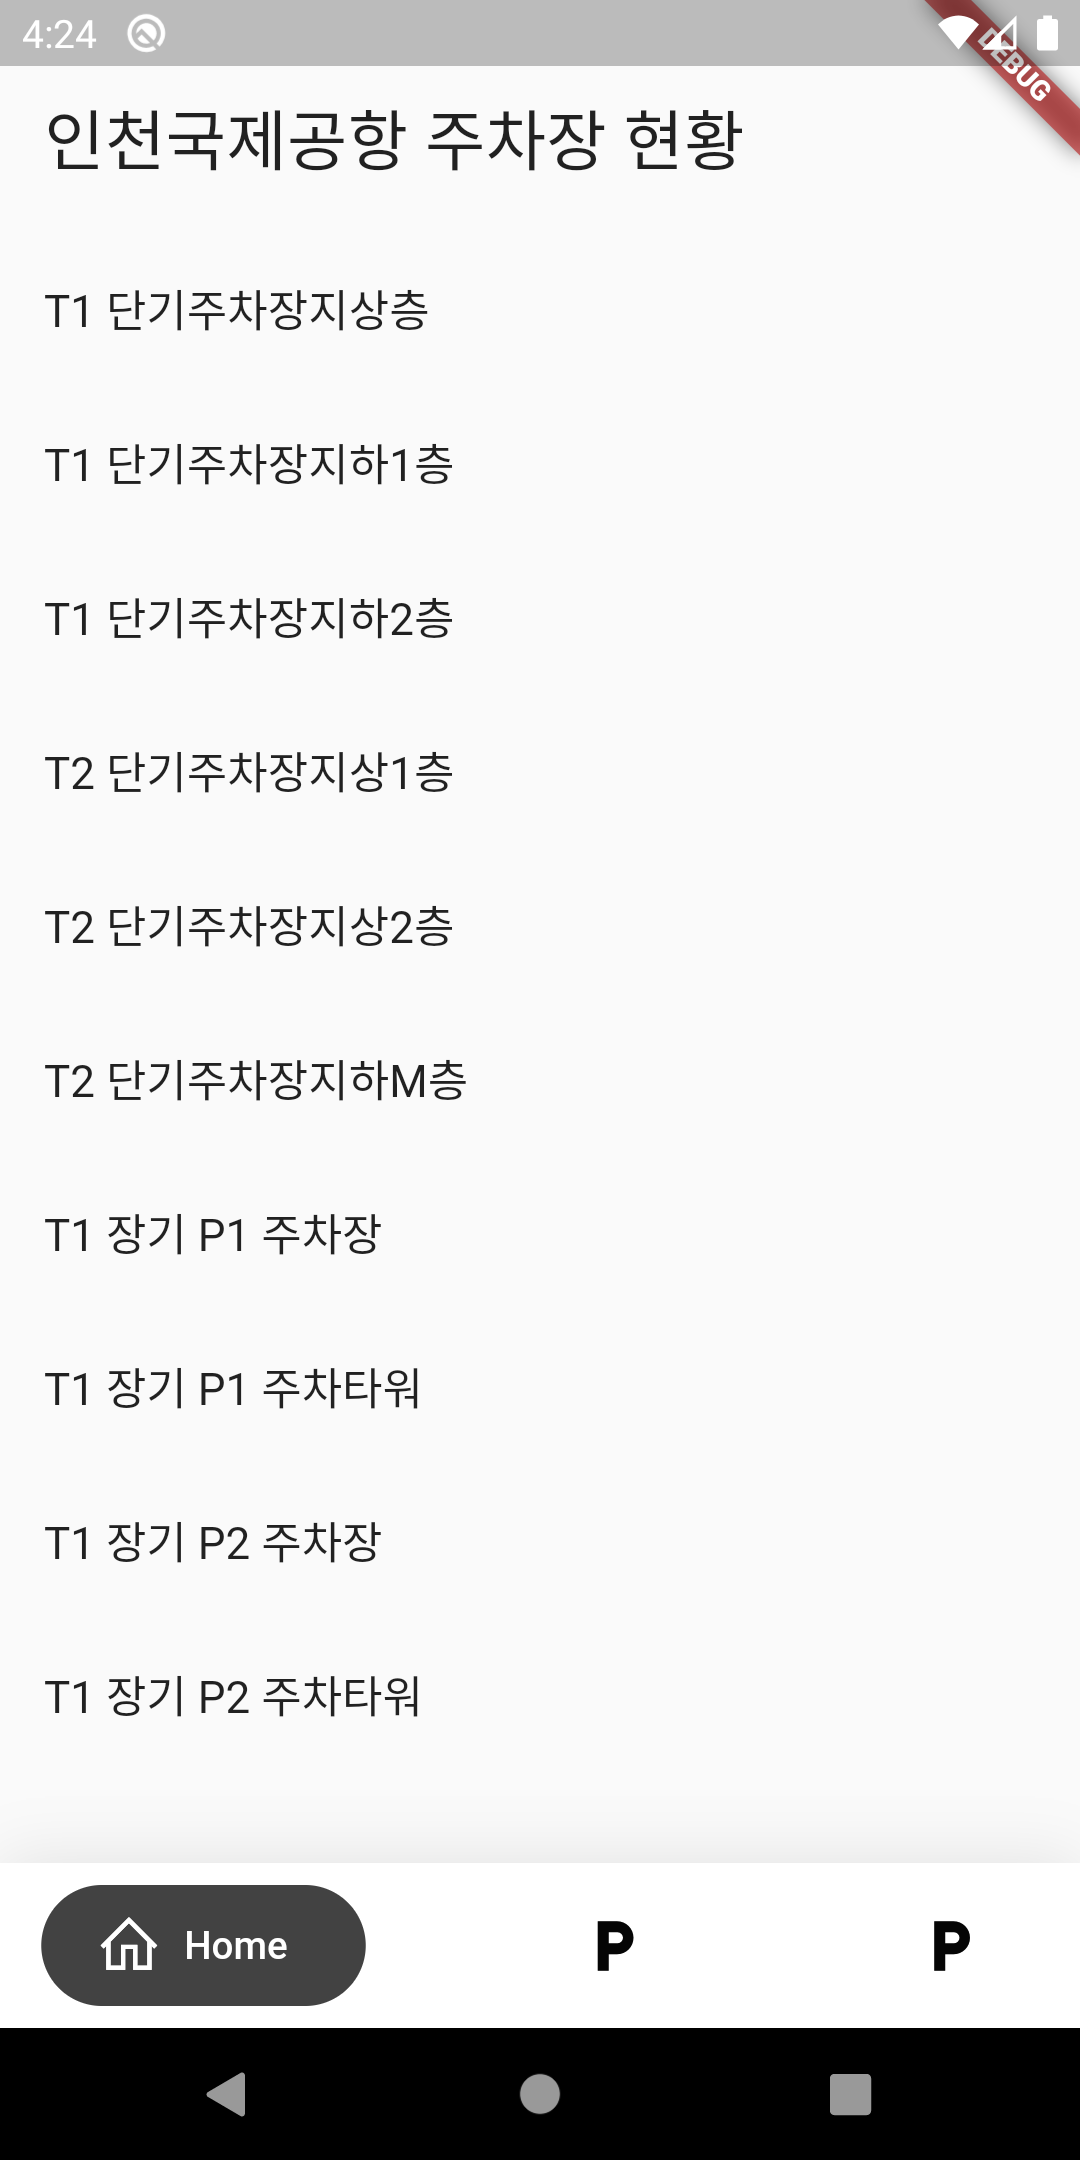 4:24
DEBUG
인천국제공항 주차장 현황
T1 단기주차장지상층
T1 단기주차장지하1층
T1 단기주차장지하2층
T2 단기주차장지상1층
T2 단기주차장지상2층
T2 단기주차장지하M층
T1 장기 P1 주차장
T1 장기 P1 주차타워
T1 장기 P2 주차장
T1 장기 P2 주차타워
Home P P